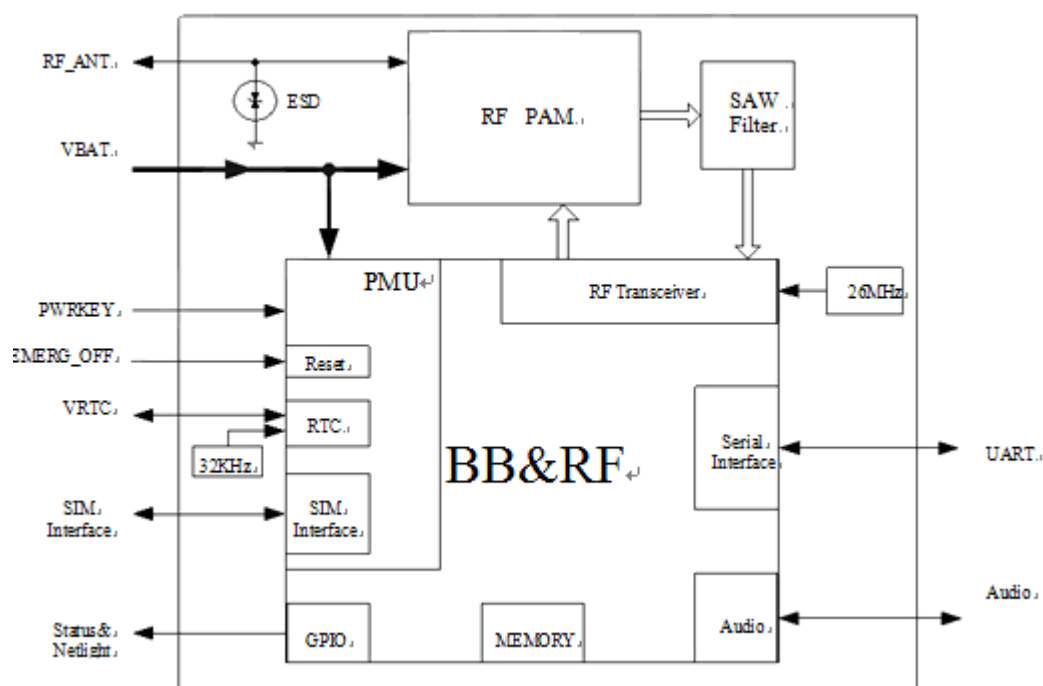 RF_ANT
ESD
VBAT
RF PAM
SAW
Filter
PMU
RF Transceiver
26MHz
PWRKEY
EMERG_OFF
Reset
VRTC
RTC
32KHz
BB&RF
Serial
Interface
UART
SIM
Interface
SIM
Interface
Status&
Netlight
GPIO
MEMORY
Audio
Audio